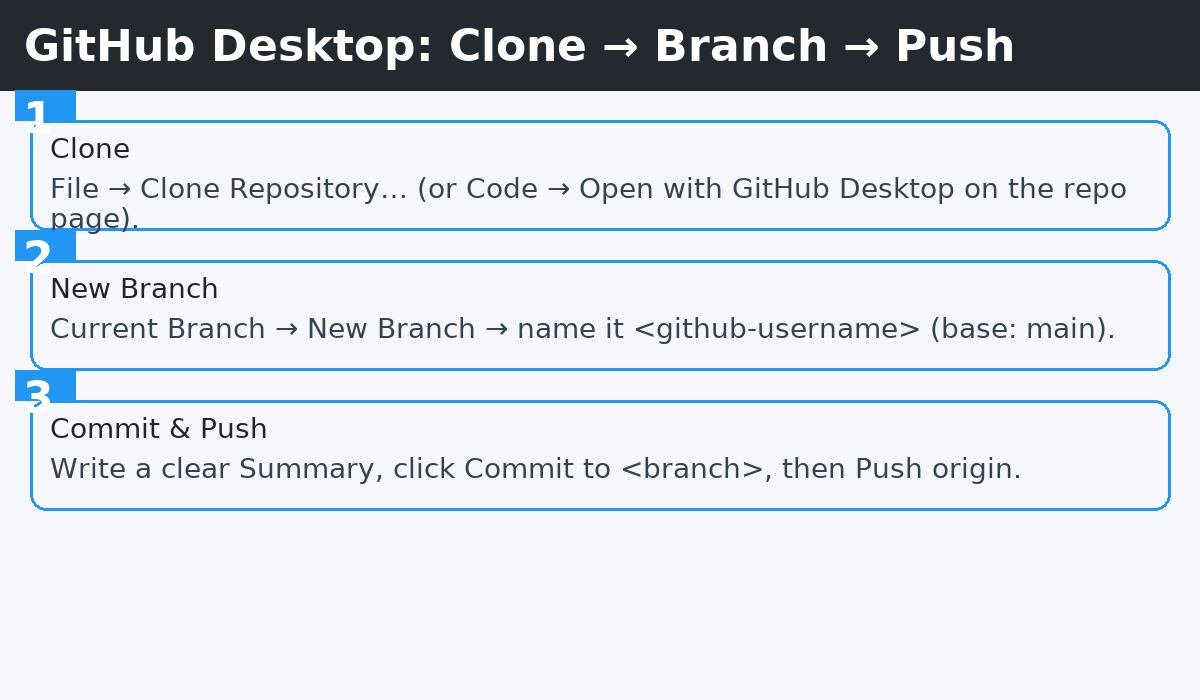 GitHub Desktop: Clone → Branch → Push
1
Clone
File → Clone Repository… (or Code → Open with GitHub Desktop on the repo
page).
2
New Branch
Current Branch → New Branch → name it <github-username> (base: main).
3
Commit & Push
Write a clear Summary, click Commit to <branch>, then Push origin.